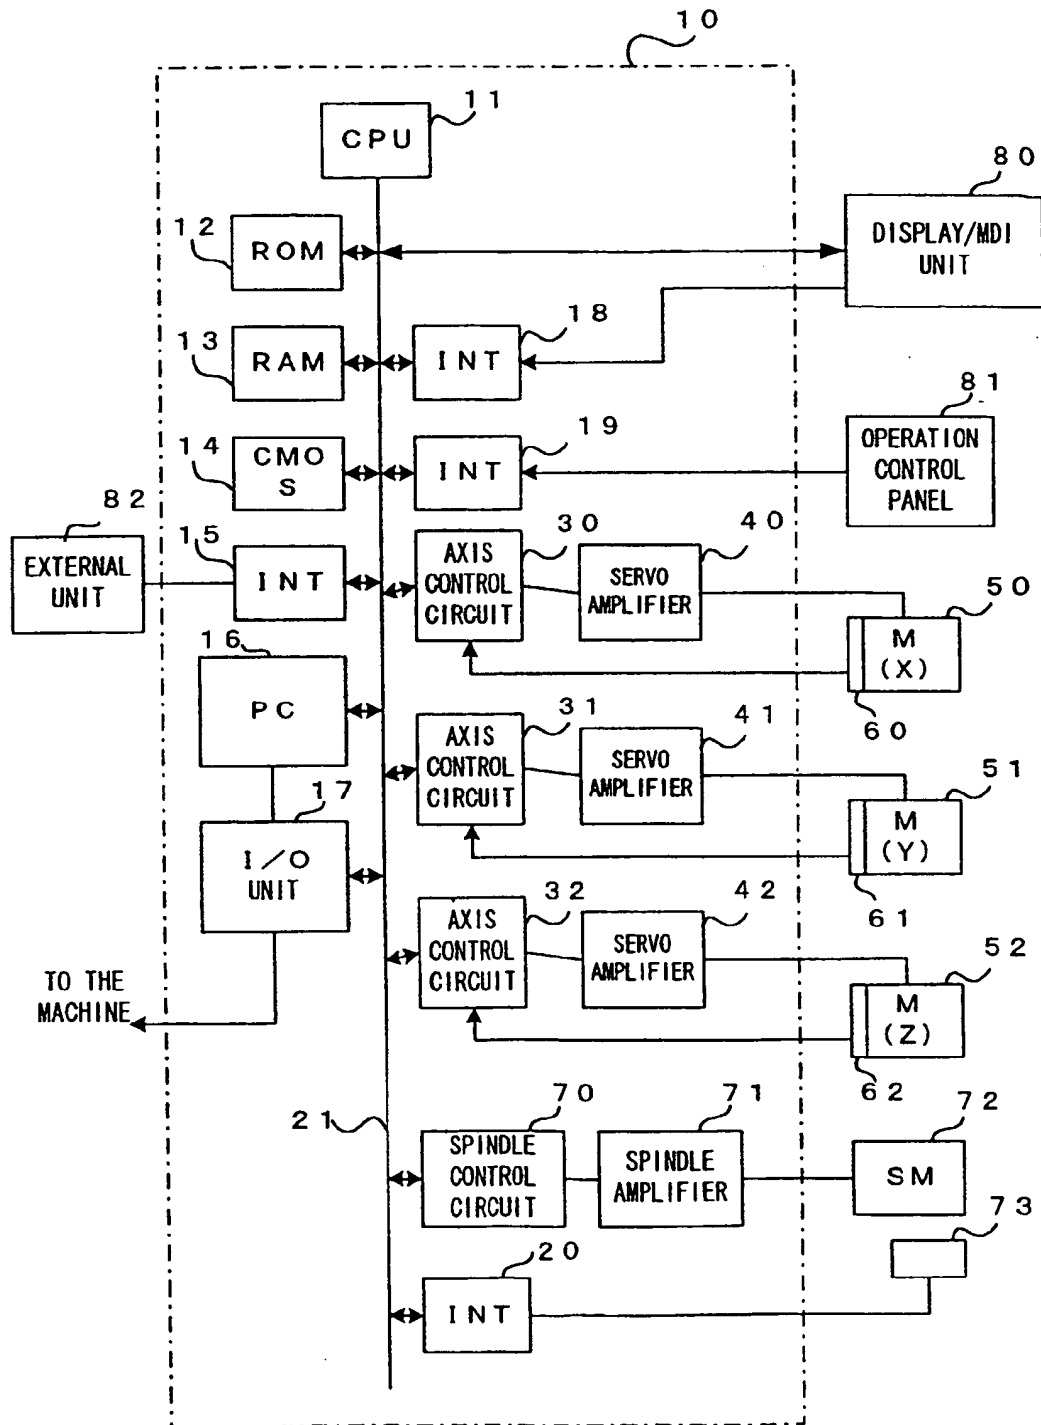 10
11
CPU
80
12
ROM
DISPLAY/MDI
UNIT
18
13
RAM
INT
81
19
14
CMO
S
INT
OPERATION
CONTROL
PANEL
82
15
30
40
EXTERNAL
UNIT
INT
AXIS
CONTROL
CIRCUIT
SERVO
AMPLIFIER
50
M
(X)
16
PC
60
31
41
AXIS
CONTROL
CIRCUIT
SERVO
AMPLIFIER
51
M
(Y)
17
I/O
UNIT
61
32
42
AXIS
CONTROL
CIRCUIT
SERVO
AMPLIFIER
52
M
(Z)
TO THE
MACHINE
62
21
70
71
72
SPINDLE
CONTROL
CIRCUIT
SPINDLE
AMPLIFIER
SM
73
20
INT